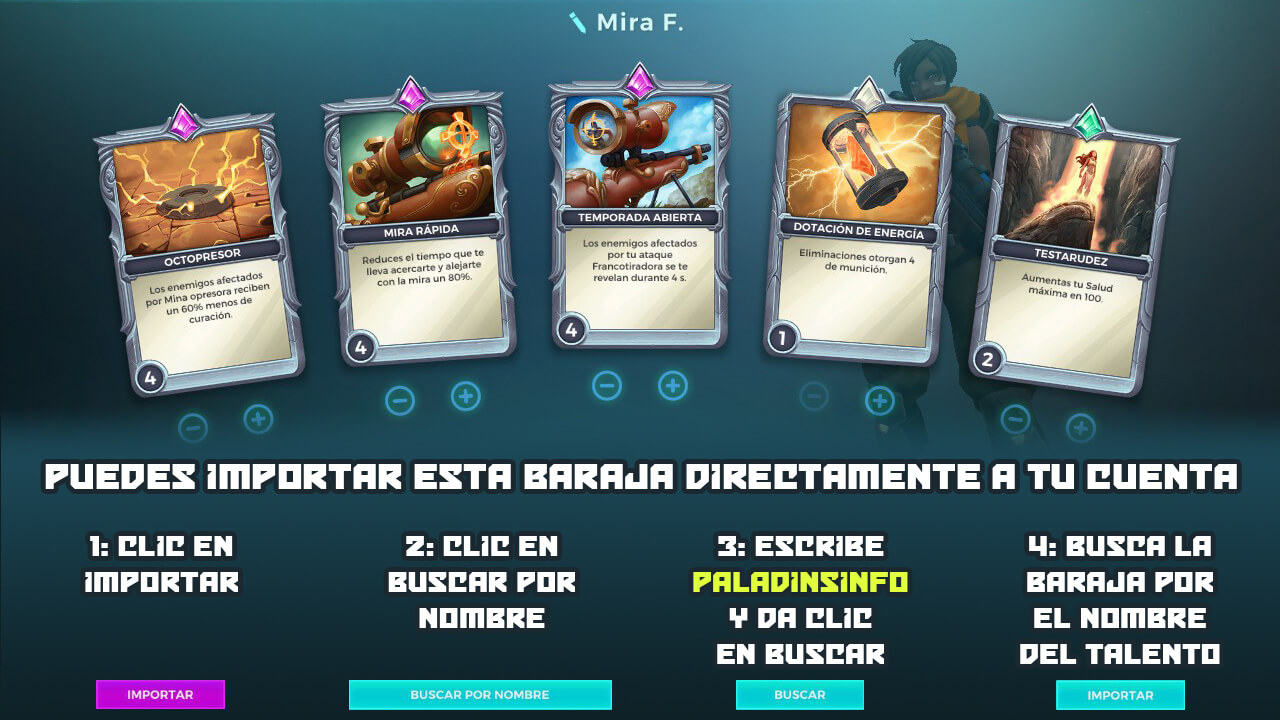 Mira F.
OCTOPRESOR
Los enemigos afectados
por Mina opresora reciben
un 60% menos de
curación.
4
MIRA RÁPIDA
Reduces el tiempo que te
lleva acercarte y alejarte
con la mira un 80%.
4
TEMPORADA ABIERTA
Los enemigos afectados
por tu ataque
Francotiradora se te
revelan durante 4 s.
4
DOTACIÓN DE ENERGÍA
Eliminaciones otorgan 4
de munición.
1
TESTARUDEZ
Aumentas tu Salud
máxima en 100.
2
PUEDES IMPORTAR ESTA BARAJA DIRECTAMENTE A TU CUENTA
1: CLIC EN
IMPORTAR
IMPORTAR
2: CLIC EN
BUSCAR POR
NOMBRE
BUSCAR POR NOMBRE
3: ESCRIBE
PALADINSINFO
Y DA CLIC
EN BUSCAR
BUSCAR
4: BUSCA LA
BARAJA POR
EL NOMBRE
DEL TALENTO
IMPORTAR